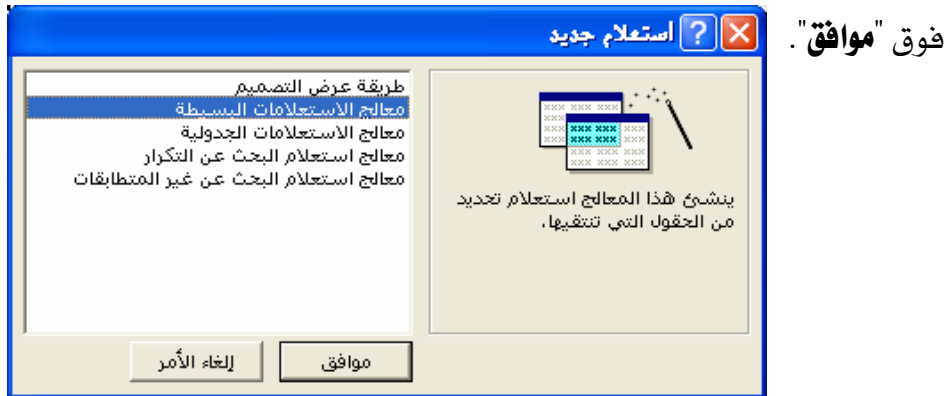 فوق "موافق".
استعلام جديد
ينشئ هذا المعالج استعلام تحديد
من الحقول التي تنتقيها.
طريقة عرض التصميم
معالج الاستعلامات البسيطة
معالج الاستعلامات الجدولية
معالج استعلام البحث عن التكرار
معالج استعلام البحث عن غير المتطابقات
موافق
إلغاء الأمر